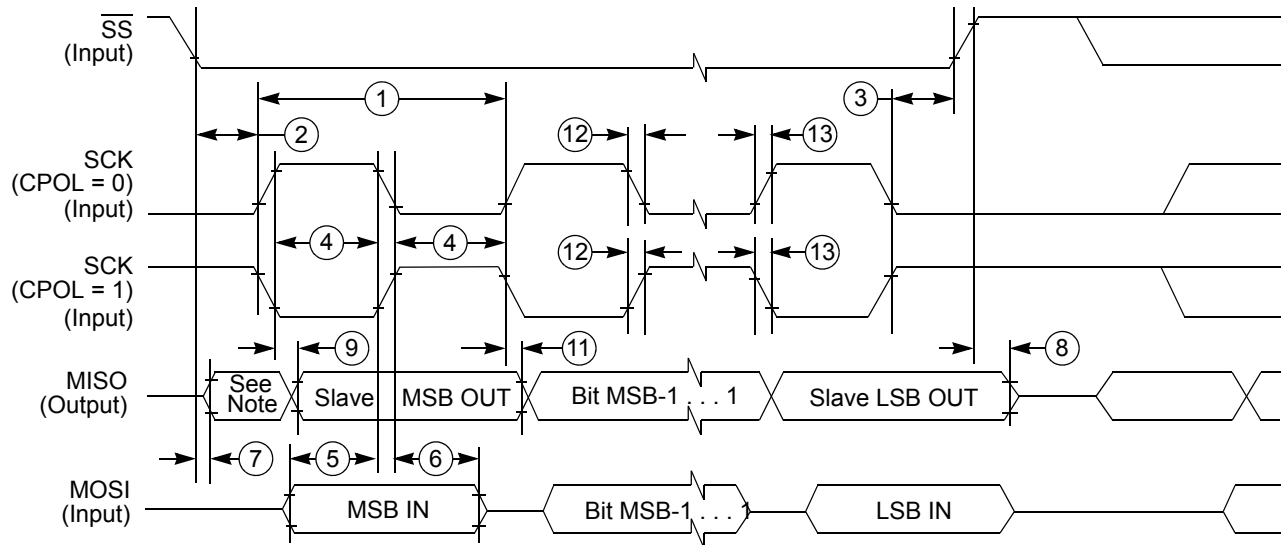 SS
(Input)
1
3
2
12
13
SCK
(CPOL = 0)
(Input)
4
4
12
13
SCK
(CPOL = 1)
(Input)
9
11
8
MISO
(Output)
See
Note
Slave
MSB OUT
Bit MSB-1 . . . 1
Slave LSB OUT
7
5
6
MOSI
(Input)
MSB IN
Bit MSB-1 . . . 1
LSB IN